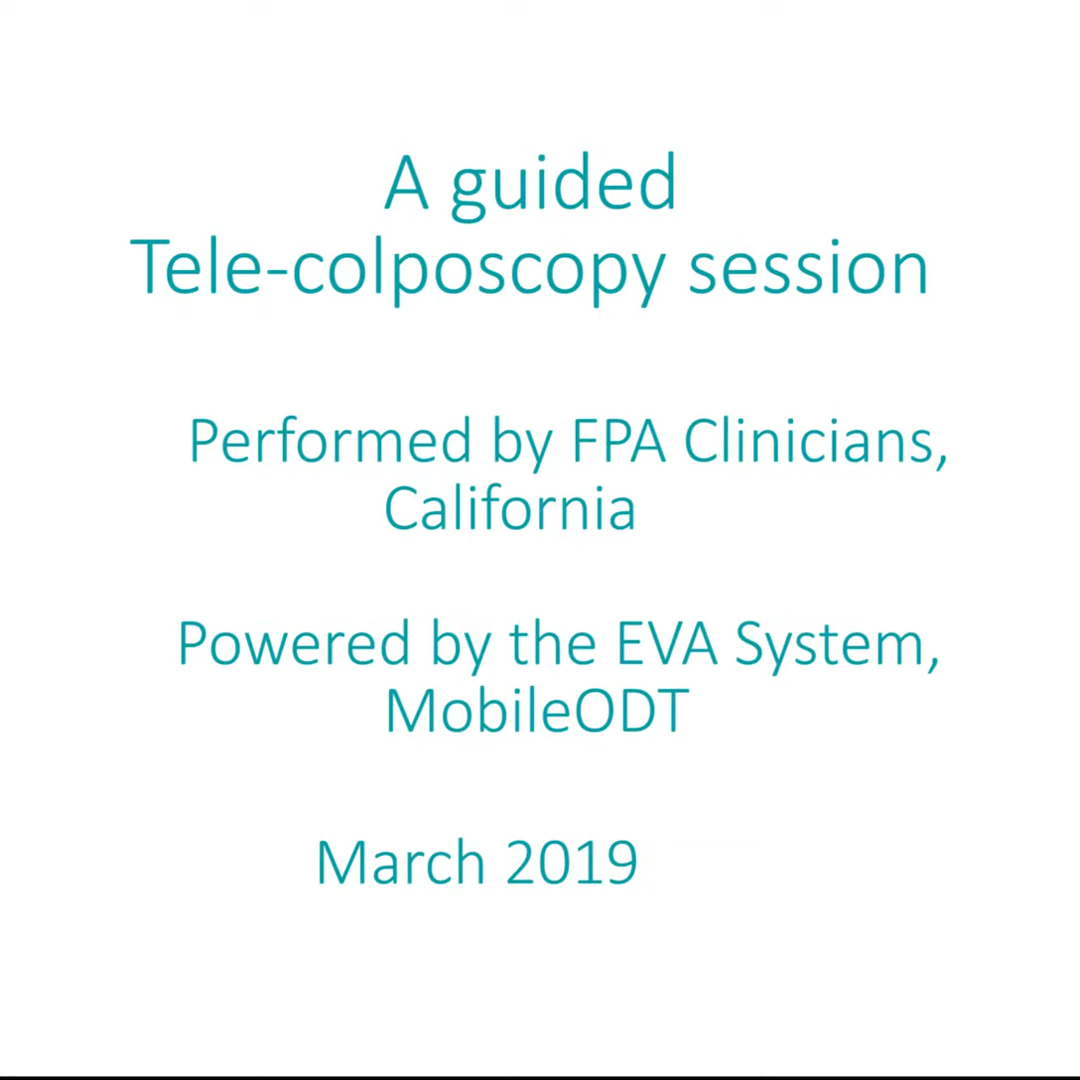 A guided
Tele-colposcopy session
Performed by FPA Clinicians,
California
Powered by the EVA System,
MobileODT
March 2019